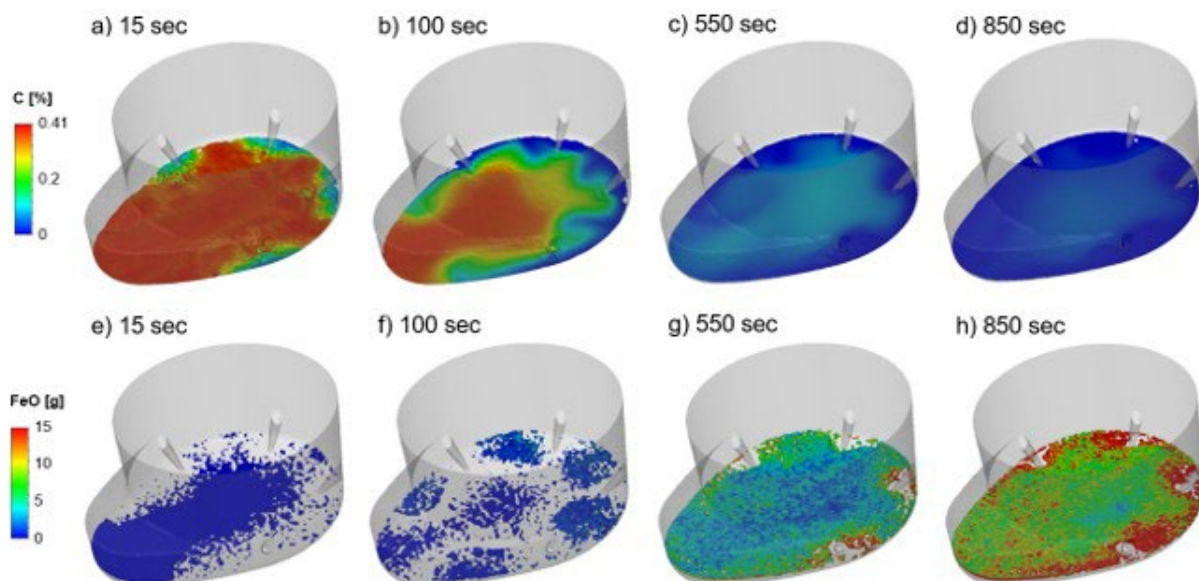 a) 15 sec
b) 100 sec
c) 550 sec
d) 850 sec
C [%]
0.41
0.2
0
e) 15 sec
f) 100 sec
g) 550 sec
h) 850 sec
FeO [g]
15
10
5
0